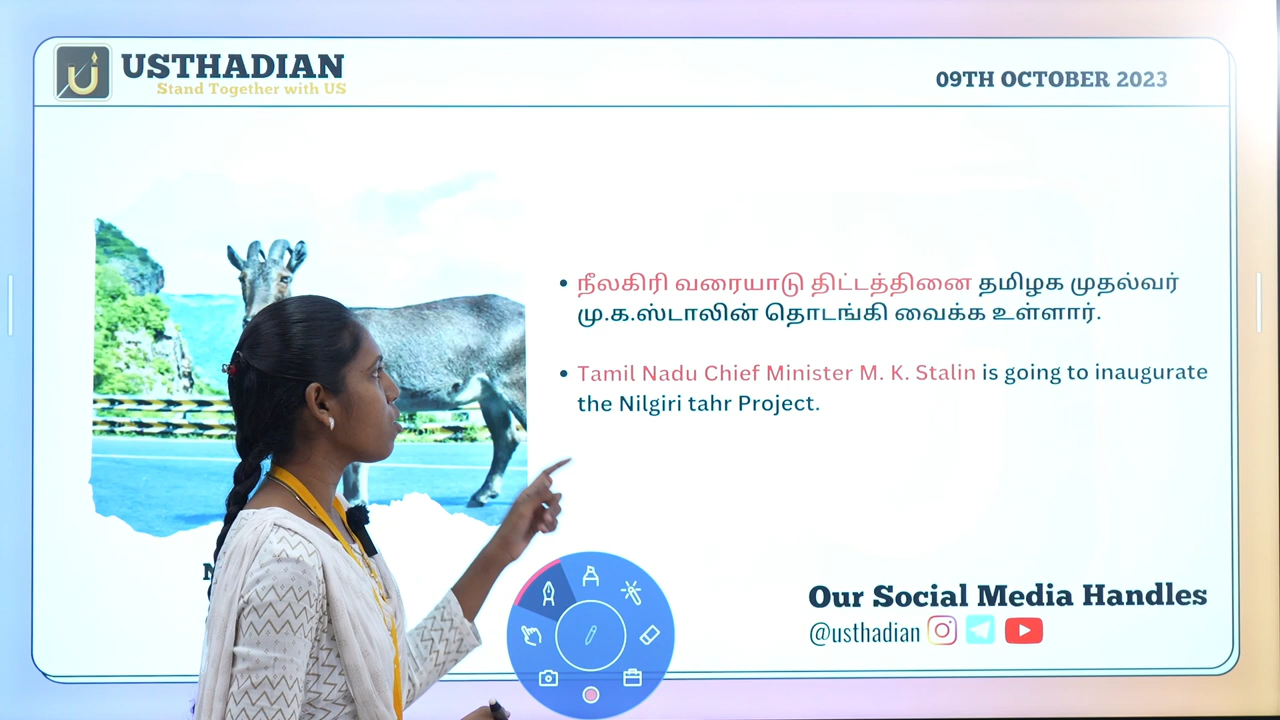 USTHADIAN
Stand Together with US
09TH OCTOBER 2023
• நீலகிரி வரையாடு திட்டத்தினை தமிழக முதல்வர்
மு.க.ஸ்டாலின் தொடங்கி வைக்க உள்ளார்.
• Tamil Nadu Chief Minister M. K. Stalin is going to inaugurate
the Nilgiri tahr Project.
Our Social Media Handles
@usthadian